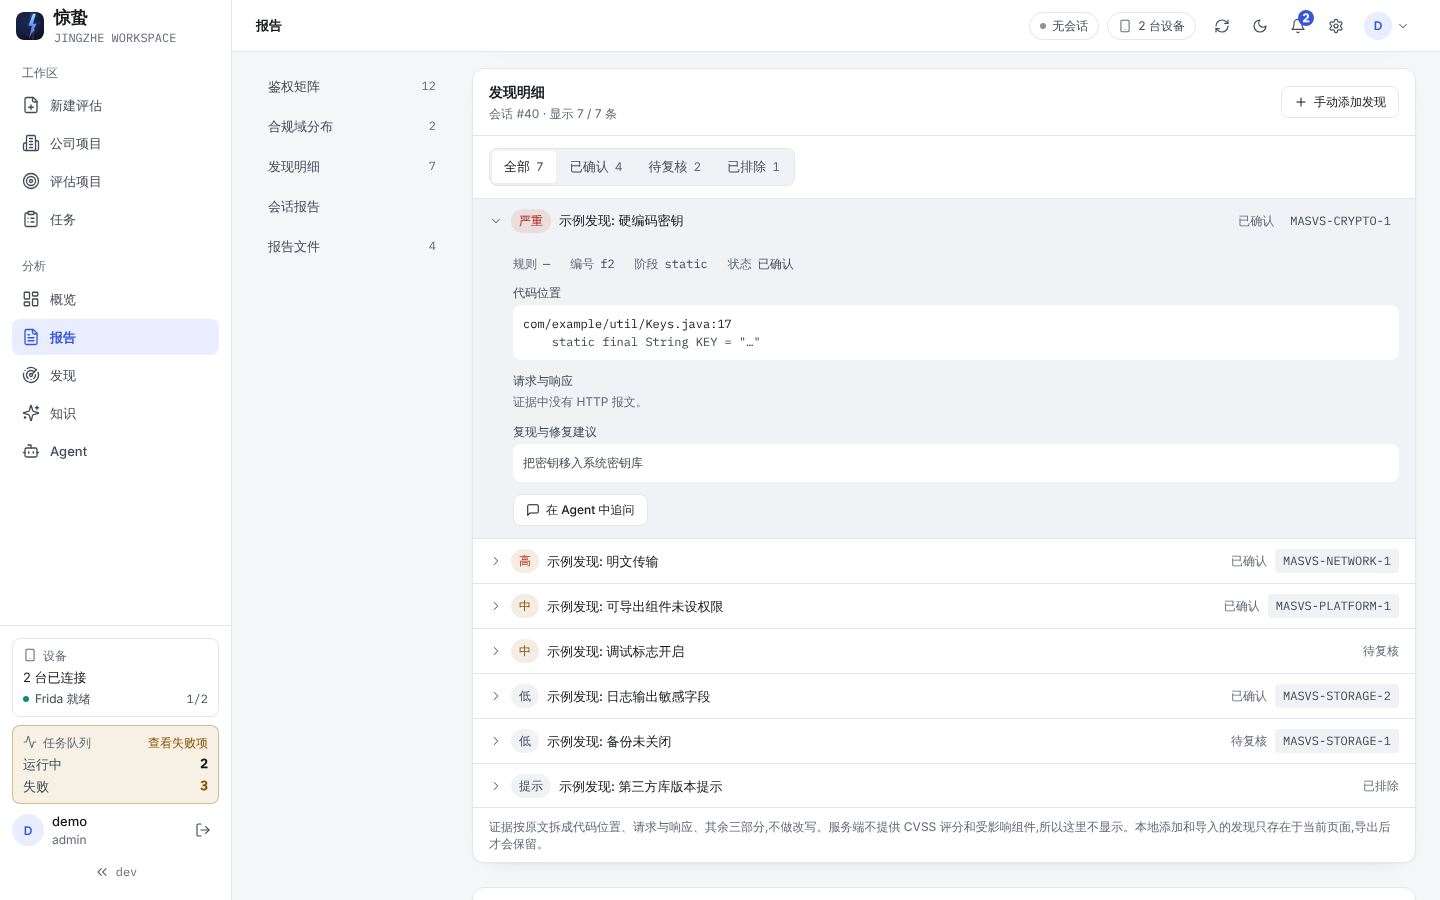 惊蛰
JINGZHE WORKSPACE
工作区
新建评估
公司项目
评估项目
任务
分析
概览
报告
发现
知识
Agent
设备
2 台已连接
Frida 就绪 1/2
任务队列 查看失败项
运行中 2
失败 3
D demo
admin
dev
报告
无会话 2 台设备 2 D
鉴权矩阵 12
合规域分布 2
发现明细 7
会话报告
报告文件 4
发现明细
会话 #40 · 显示 7 / 7 条
手动添加发现
全部 7 已确认 4 待复核 2 已排除 1
严重 示例发现: 硬编码密钥 已确认 MASVS-CRYPTO-1
规则 — 编号 f2 阶段 static 状态 已确认
代码位置
com/example/util/Keys.java:17
static final String KEY = "…"
请求与响应
证据中没有 HTTP 报文。
复现与修复建议
把密钥移入系统密钥库
在 Agent 中追问
高 示例发现: 明文传输 已确认 MASVS-NETWORK-1
中 示例发现: 可导出组件未设权限 已确认 MASVS-PLATFORM-1
中 示例发现: 调试标志开启 待复核
低 示例发现: 日志输出敏感字段 已确认 MASVS-STORAGE-2
低 示例发现: 备份未关闭 待复核 MASVS-STORAGE-1
提示 示例发现: 第三方库版本提示 已排除
证据按原文拆成代码位置、请求与响应、其余三部分,不做改写。服务端不提供 CVSS 评分和受影响组件,所以这里不显示。本地添加和导入的发现只存在于当前页面,导出后
才会保留。